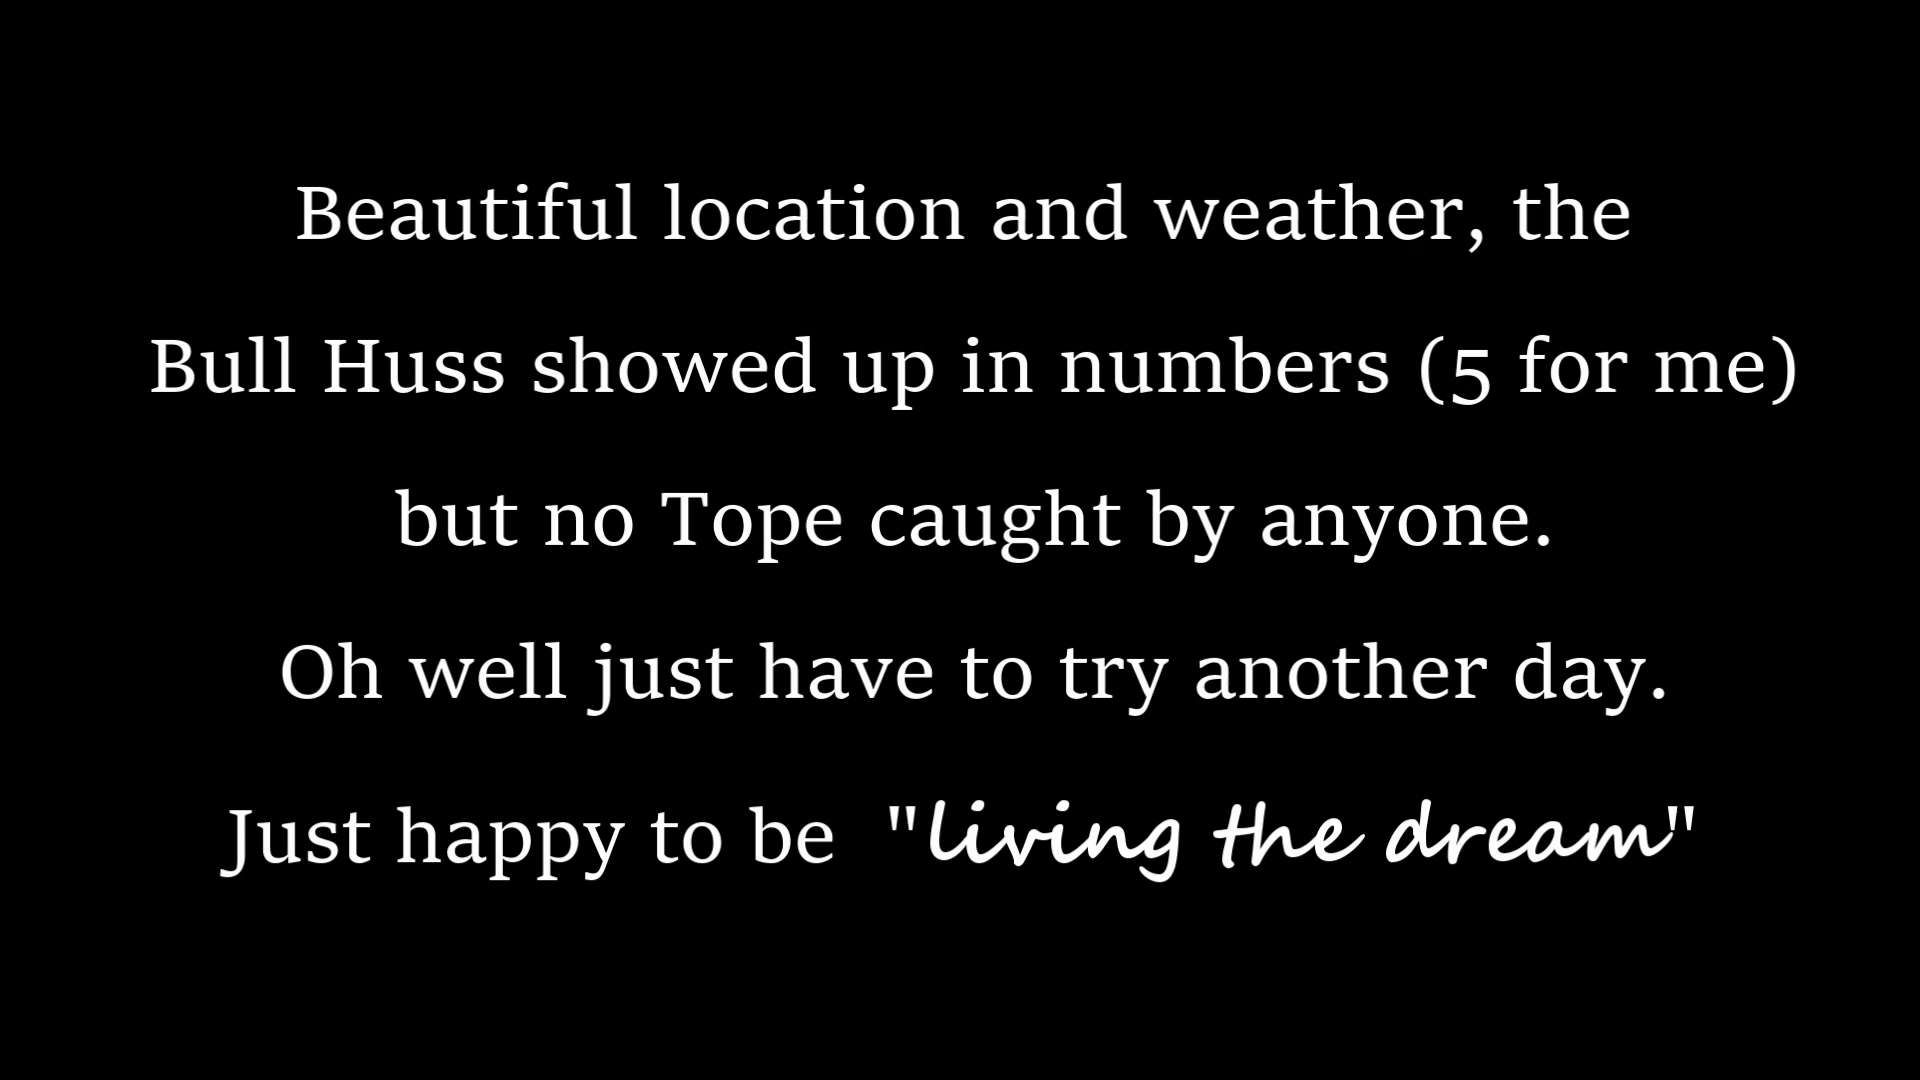 Beautiful location and weather, the
Bull Huss showed up in numbers (5 for me)
but no Tope caught by anyone.
Oh well just have to try another day.
Just happy to be "living the dream"